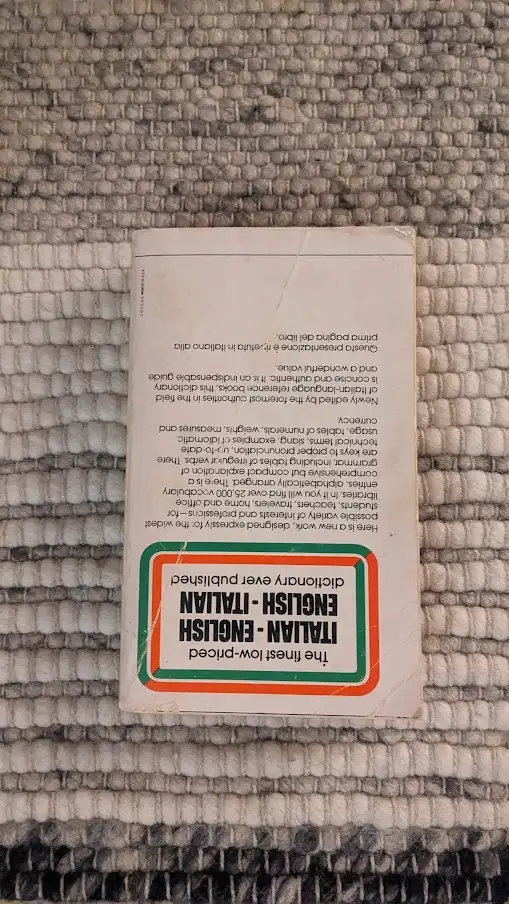 The finest low-priced
ITALIAN - ENGLISH
ENGLISH - ITALIAN
dictionary ever published
Here is a new work, designed expressly for the widest
possible variety of interests and professions—for
students, teachers, travelers, home and office
libraries. In it you will find over 25,000 vocabulary
entries, alphabetically arranged. There is a
comprehensive but compact explanation of
grammar, including tables of irregular verbs. There
are keys to proper pronunciation, up-to-date
technical terms, slang, examples of idiomatic
usage, tables of numerals, weights, measures and
currency.
Newly edited by the foremost authorities in the field
of Italian-language reference books, this dictionary
is concise and authentic. It is an indispensable guide
and a wonderful value.
Questa presentazione è ripetuta in italiano alla
prima pagina del libro.